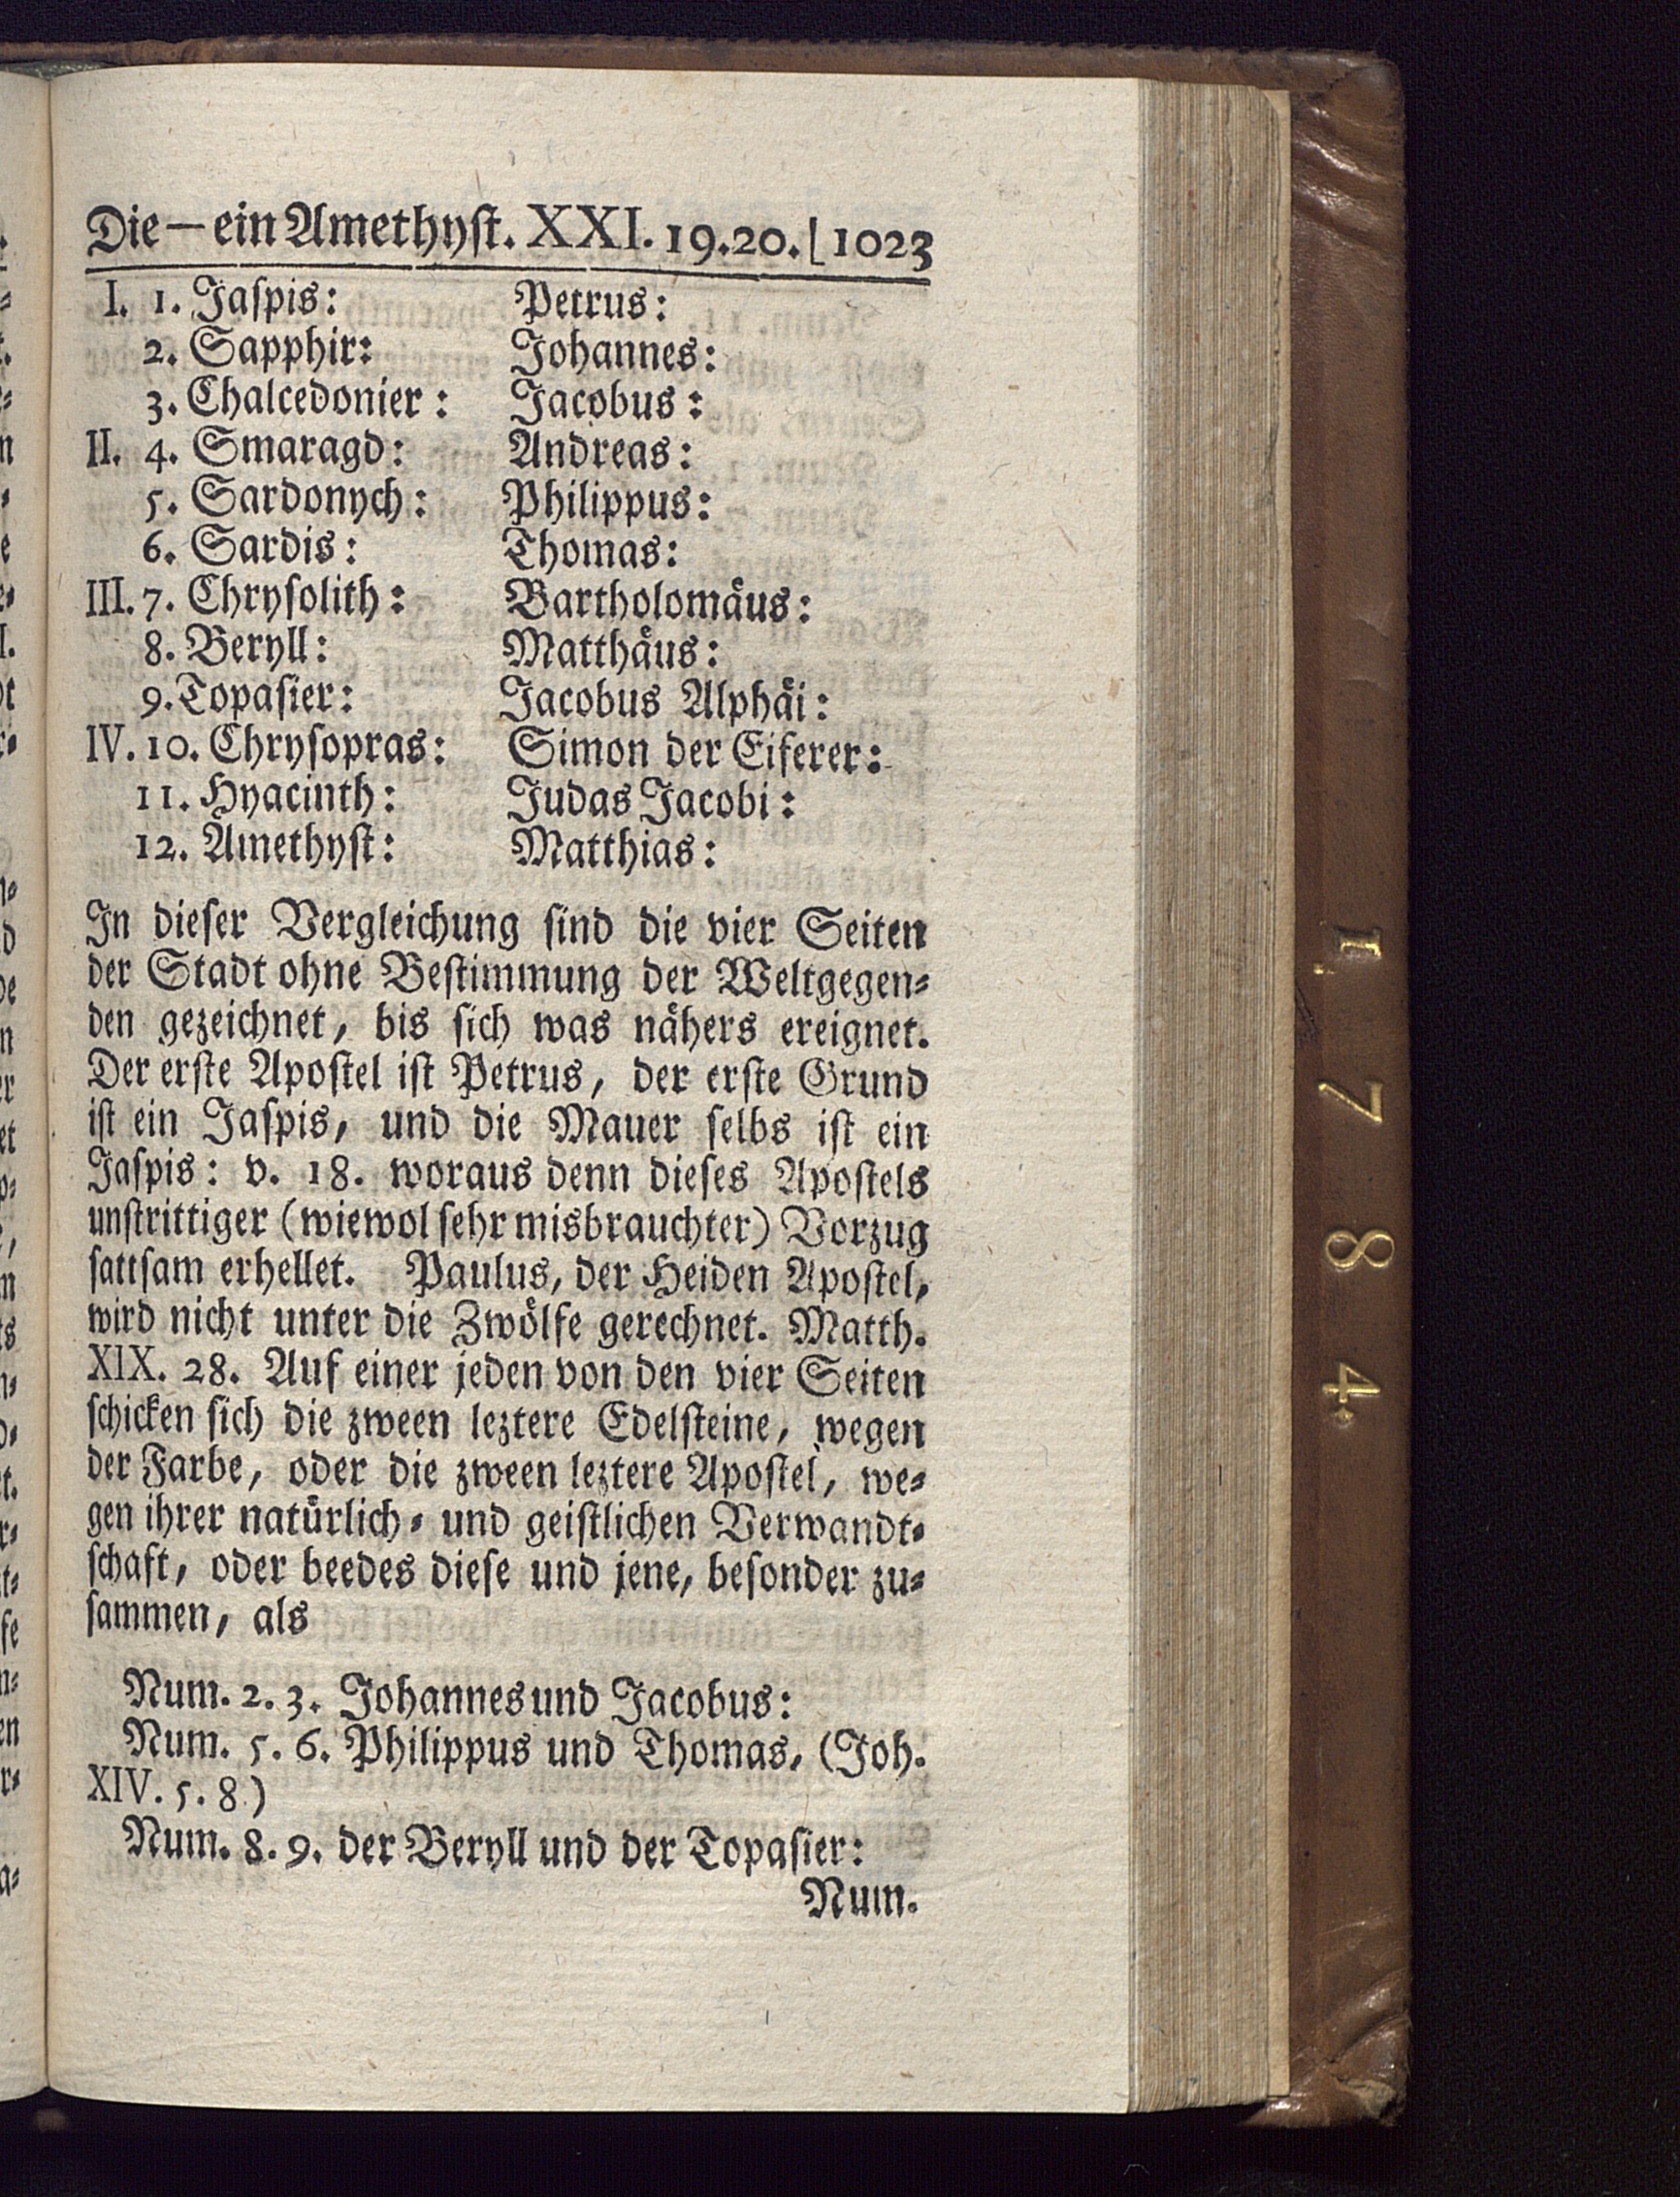 Die — ein Amethyſt. XXI. 19. 20. [1023
I. 1. Jaſpis: Petrus:
2. Sapphir: Johannes:
3. Chalcedonier: Jacobus:
II. 4. Smaragd: Andreas:
5. Sardonych: Philippus:
6. Sardis: Thomas:
III. 7. Chryſolith: Bartholomäus:
8. Beryll: Matthäus:
9. Topaſier: Jacobus Alphäi:
IV. 10. Chryſopras: Simon der Eiferer:
11. Hyacinth: Judas Jacobi:
12. Amethyſt: Matthias:
In dieſer Vergleichung ſind die vier Seiten
der Stadt ohne Beſtimmung der Weltgegen-
den gezeichnet, bis ſich was nähers ereignet.
Der erſte Apoſtel iſt Petrus, der erſte Grund
iſt ein Jaſpis, und die Mauer ſelbs iſt ein
Jaſpis: v. 18. woraus denn dieſes Apoſtels
unſtrittiger (wiewol ſehr misbrauchter) Vorzug
ſattſam erhellet. Paulus, der Heiden Apoſtel,
wird nicht unter die Zwölfe gerechnet. Matth.
XIX. 28. Auf einer jeden von den vier Seiten
ſchicken ſich die zween leztere Edelſteine, wegen
der Farbe, oder die zween leztere Apoſtel, we-
gen ihrer natürlich- und geiſtlichen Verwandt-
ſchaft, oder beedes dieſe und jene, beſonder zu-
ſammen, als
Num. 2. 3. Johannes und Jacobus:
Num. 5. 6. Philippus und Thomas, (Joh.
XIV. 5. 8)
Num. 8. 9. der Beryll und der Topaſier:
Num.
1784.